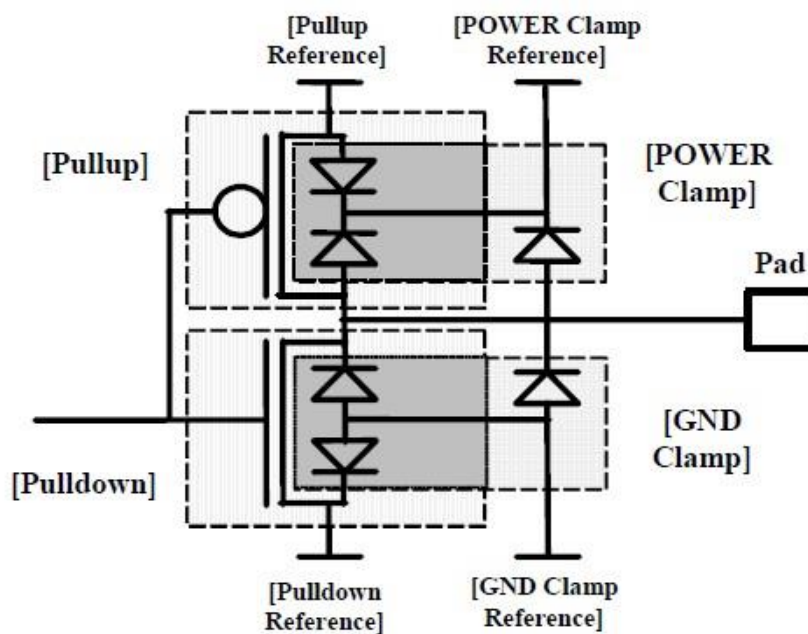 [Pullup
Reference]
[POWER Clamp
Reference]
[Pullup]
[POWER
Clamp]
Pad
[GND
Clamp]
[Pulldown]
[Pulldown
Reference]
[GND Clamp
Reference]